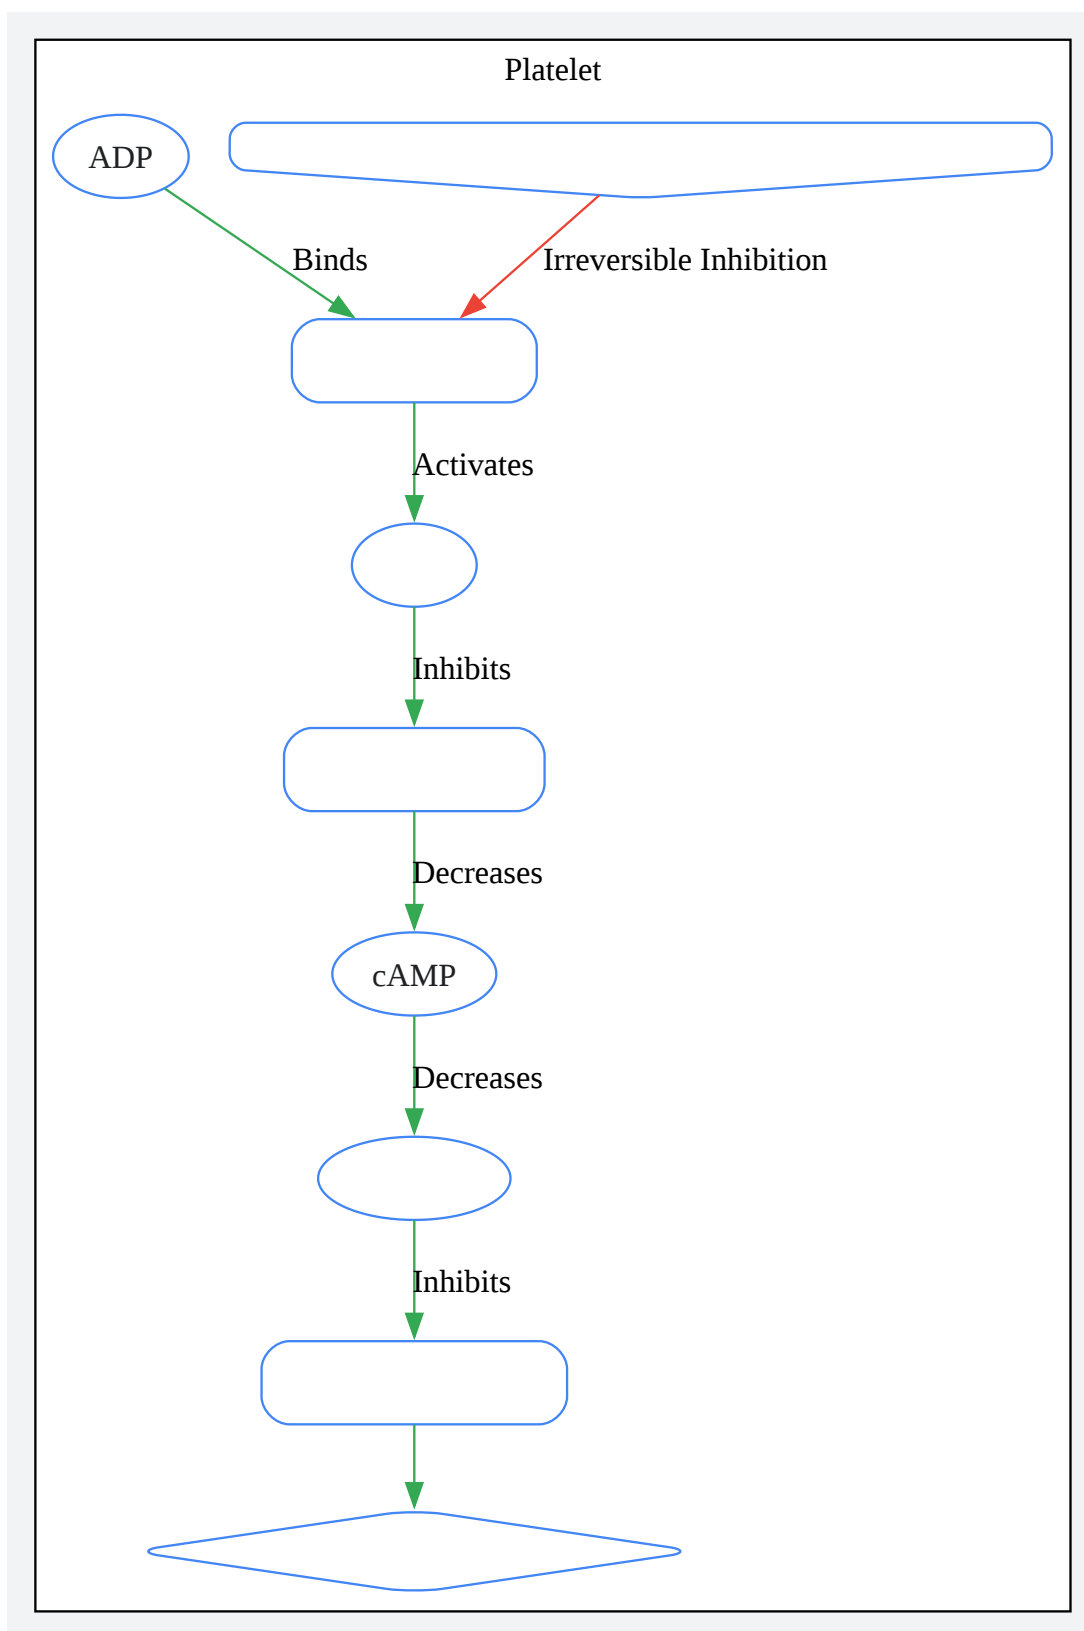 Platelet
ADP
Binds
Irreversible Inhibition
Activates
Inhibits
Decreases
cAMP
Decreases
Inhibits